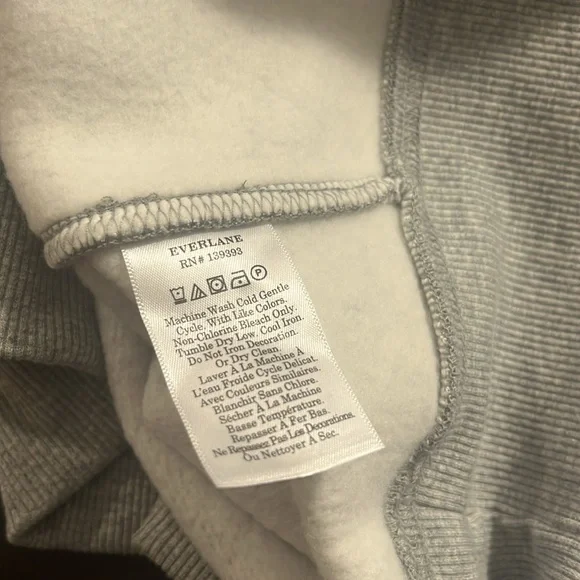 EVERLANE
RN# 139393
P
Machine Wash Cold Gentle
Cycle, With Like Colors.
Non-Chlorine Bleach Only.
Tumble Dry Low, Cool Iron.
Do Not Iron Decoration
Or Dry Clean.
Laver À La Machine A
L'eau Froide Cycle Delicat.
Avec Couleurs Similaires.
Blanchir Sans Chlore.
Sécher À La Machine
Basse Température.
Repasser A Fer Bas.
Ne Repassez Pas Les Decorations.
Ou Nettoyer A Sec.